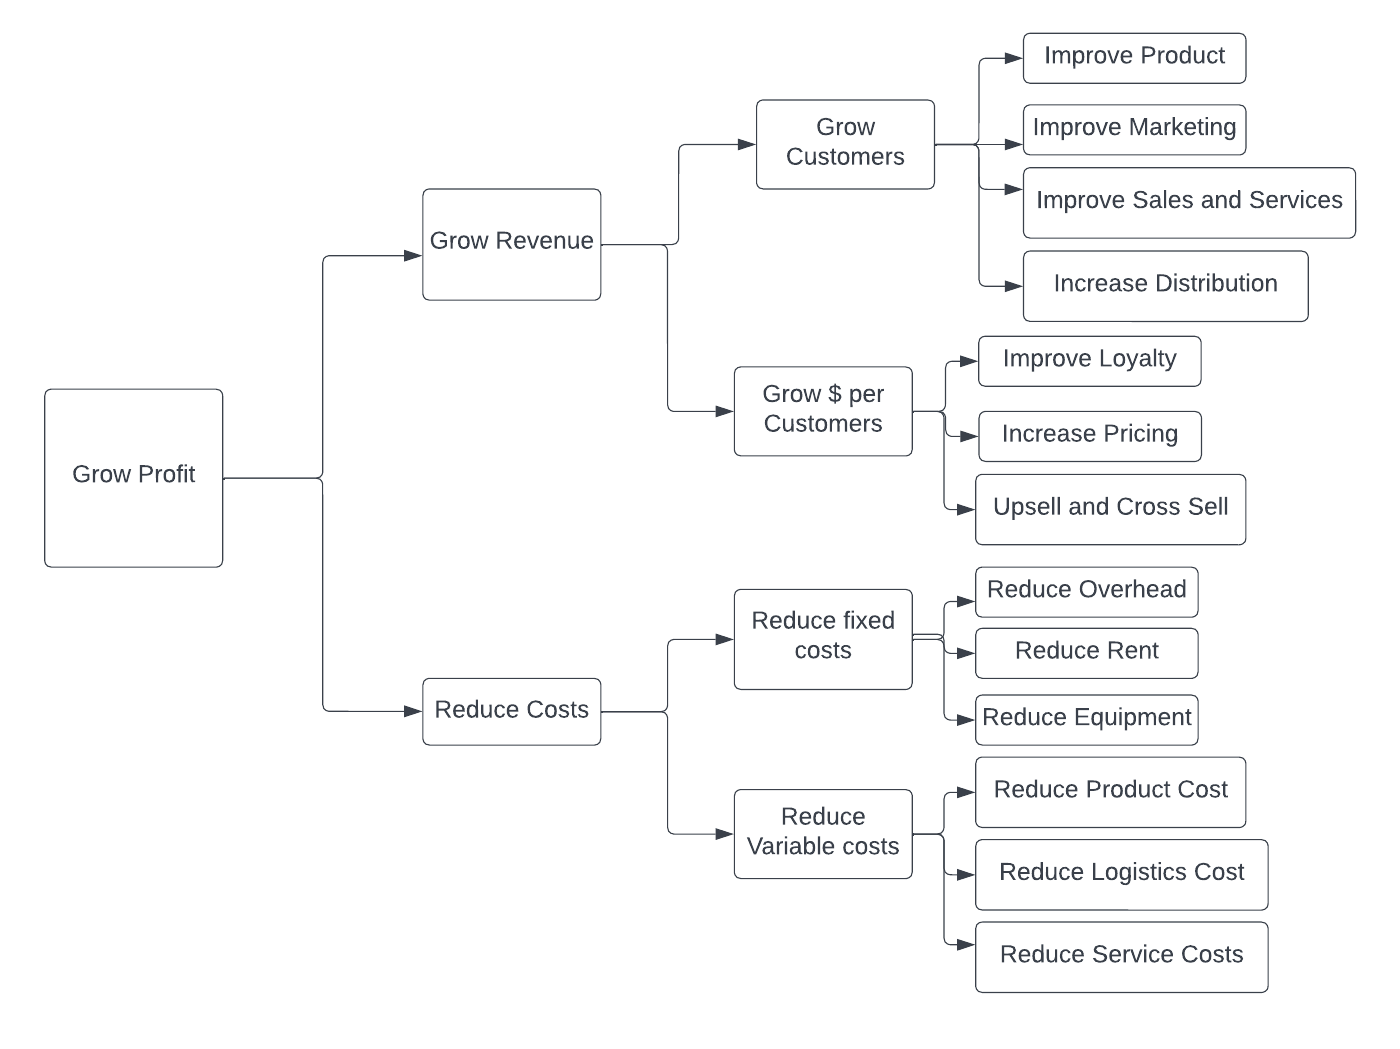 Grow Profit
Grow Revenue
Reduce Costs
Grow
Customers
Grow $ per
Customers
Reduce fixed
costs
Reduce
Variable costs
Improve Product
Improve Marketing
Improve Sales and Services
Increase Distribution
Improve Loyalty
Increase Pricing
Upsell and Cross Sell
Reduce Overhead
Reduce Rent
Reduce Equipment
Reduce Product Cost
Reduce Logistics Cost
Reduce Service Costs